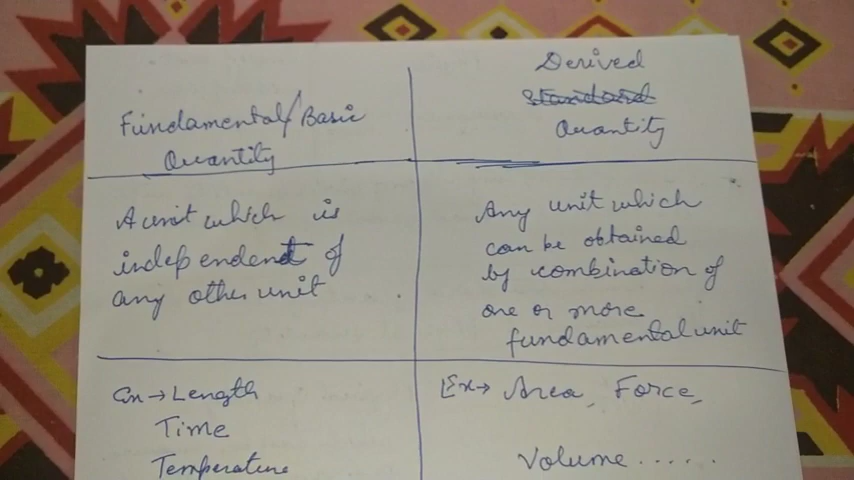 Fundamental/Basic
Quantity
Derived
Standard
Quantity
A unit which is
independent of
any other unit
Any unit which
can be obtained
by combination of
one or more
fundamental unit
Ex → Length
Time
Temperature
Ex → Area, Force,
Volume......